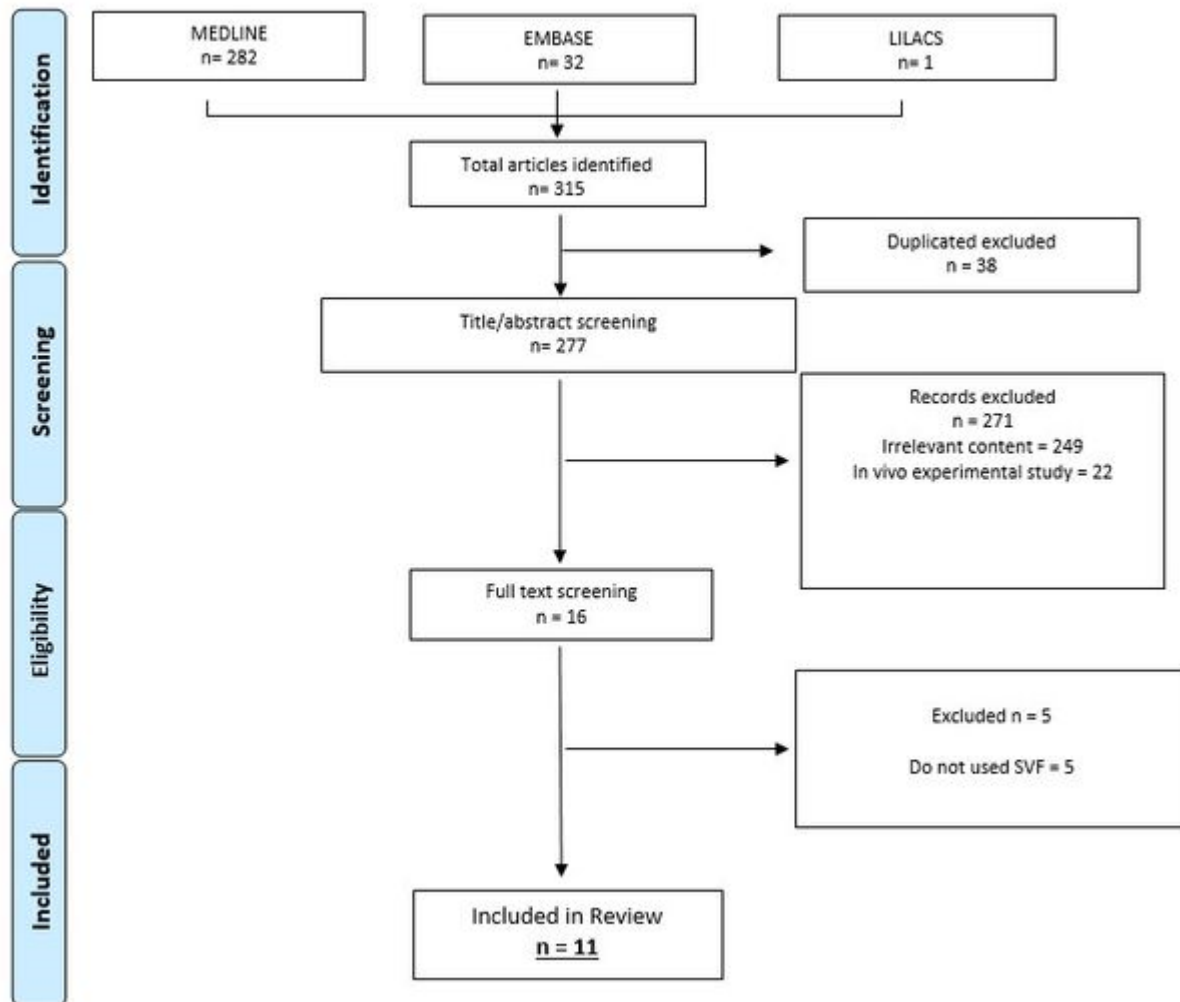 Identification
MEDLINE
n= 282
EMBASE
n= 32
LILACS
n= 1
Total articles identified
n= 315
Duplicated excluded
n = 38
Screening
Title/abstract screening
n= 277
Records excluded
n = 271
Irrelevant content = 249
In vivo experimental study = 22
Eligibility
Full text screening
n = 16
Excluded n = 5
Do not used SVF = 5
Included
Included in Review
n = 11